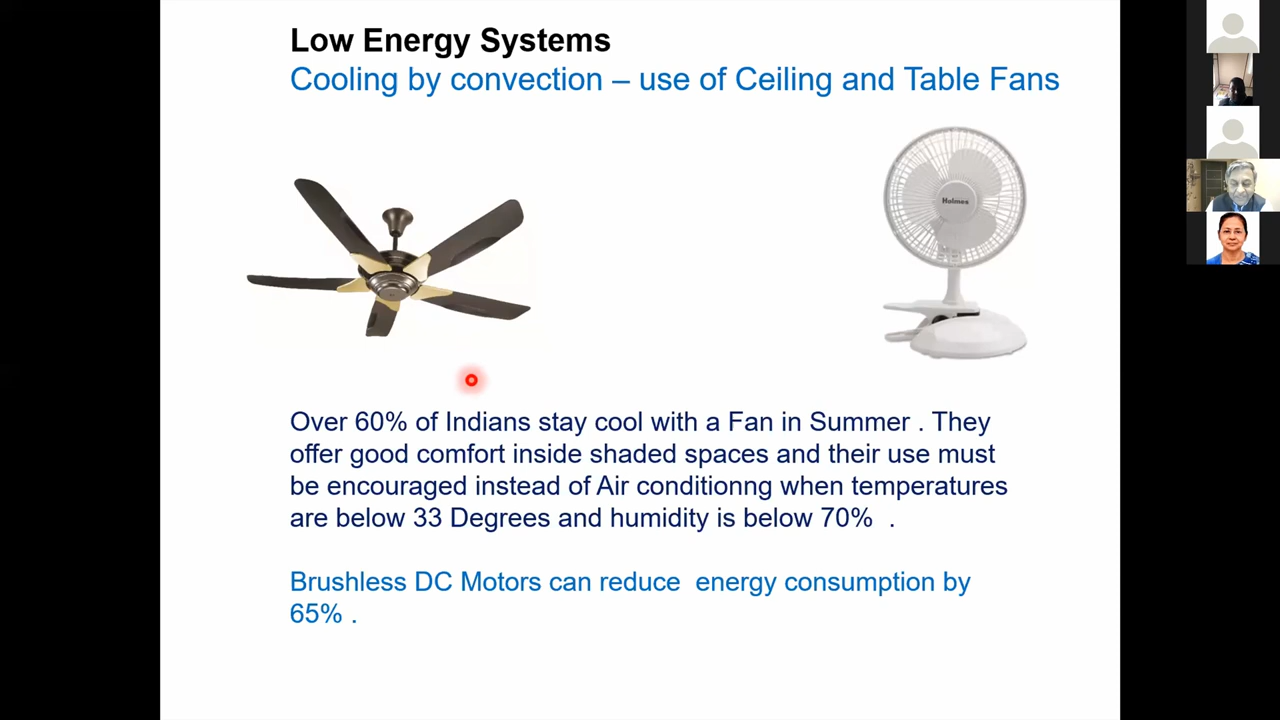 Low Energy Systems
Cooling by convection – use of Ceiling and Table Fans
Holmes
Over 60% of Indians stay cool with a Fan in Summer . They
offer good comfort inside shaded spaces and their use must
be encouraged instead of Air conditionng when temperatures
are below 33 Degrees and humidity is below 70% .
Brushless DC Motors can reduce energy consumption by
65% .